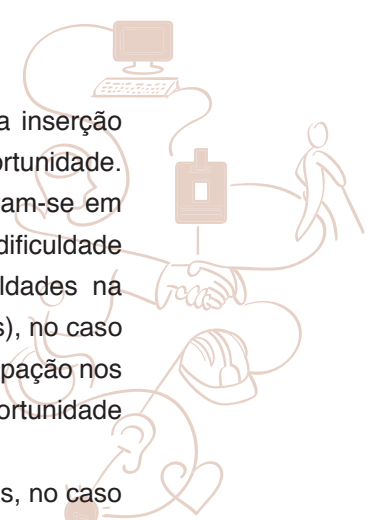 a inserção
ortunidade.
am-se em
dificuldade
ldades na
s), no caso
pação nos
ortunidade
s, no caso